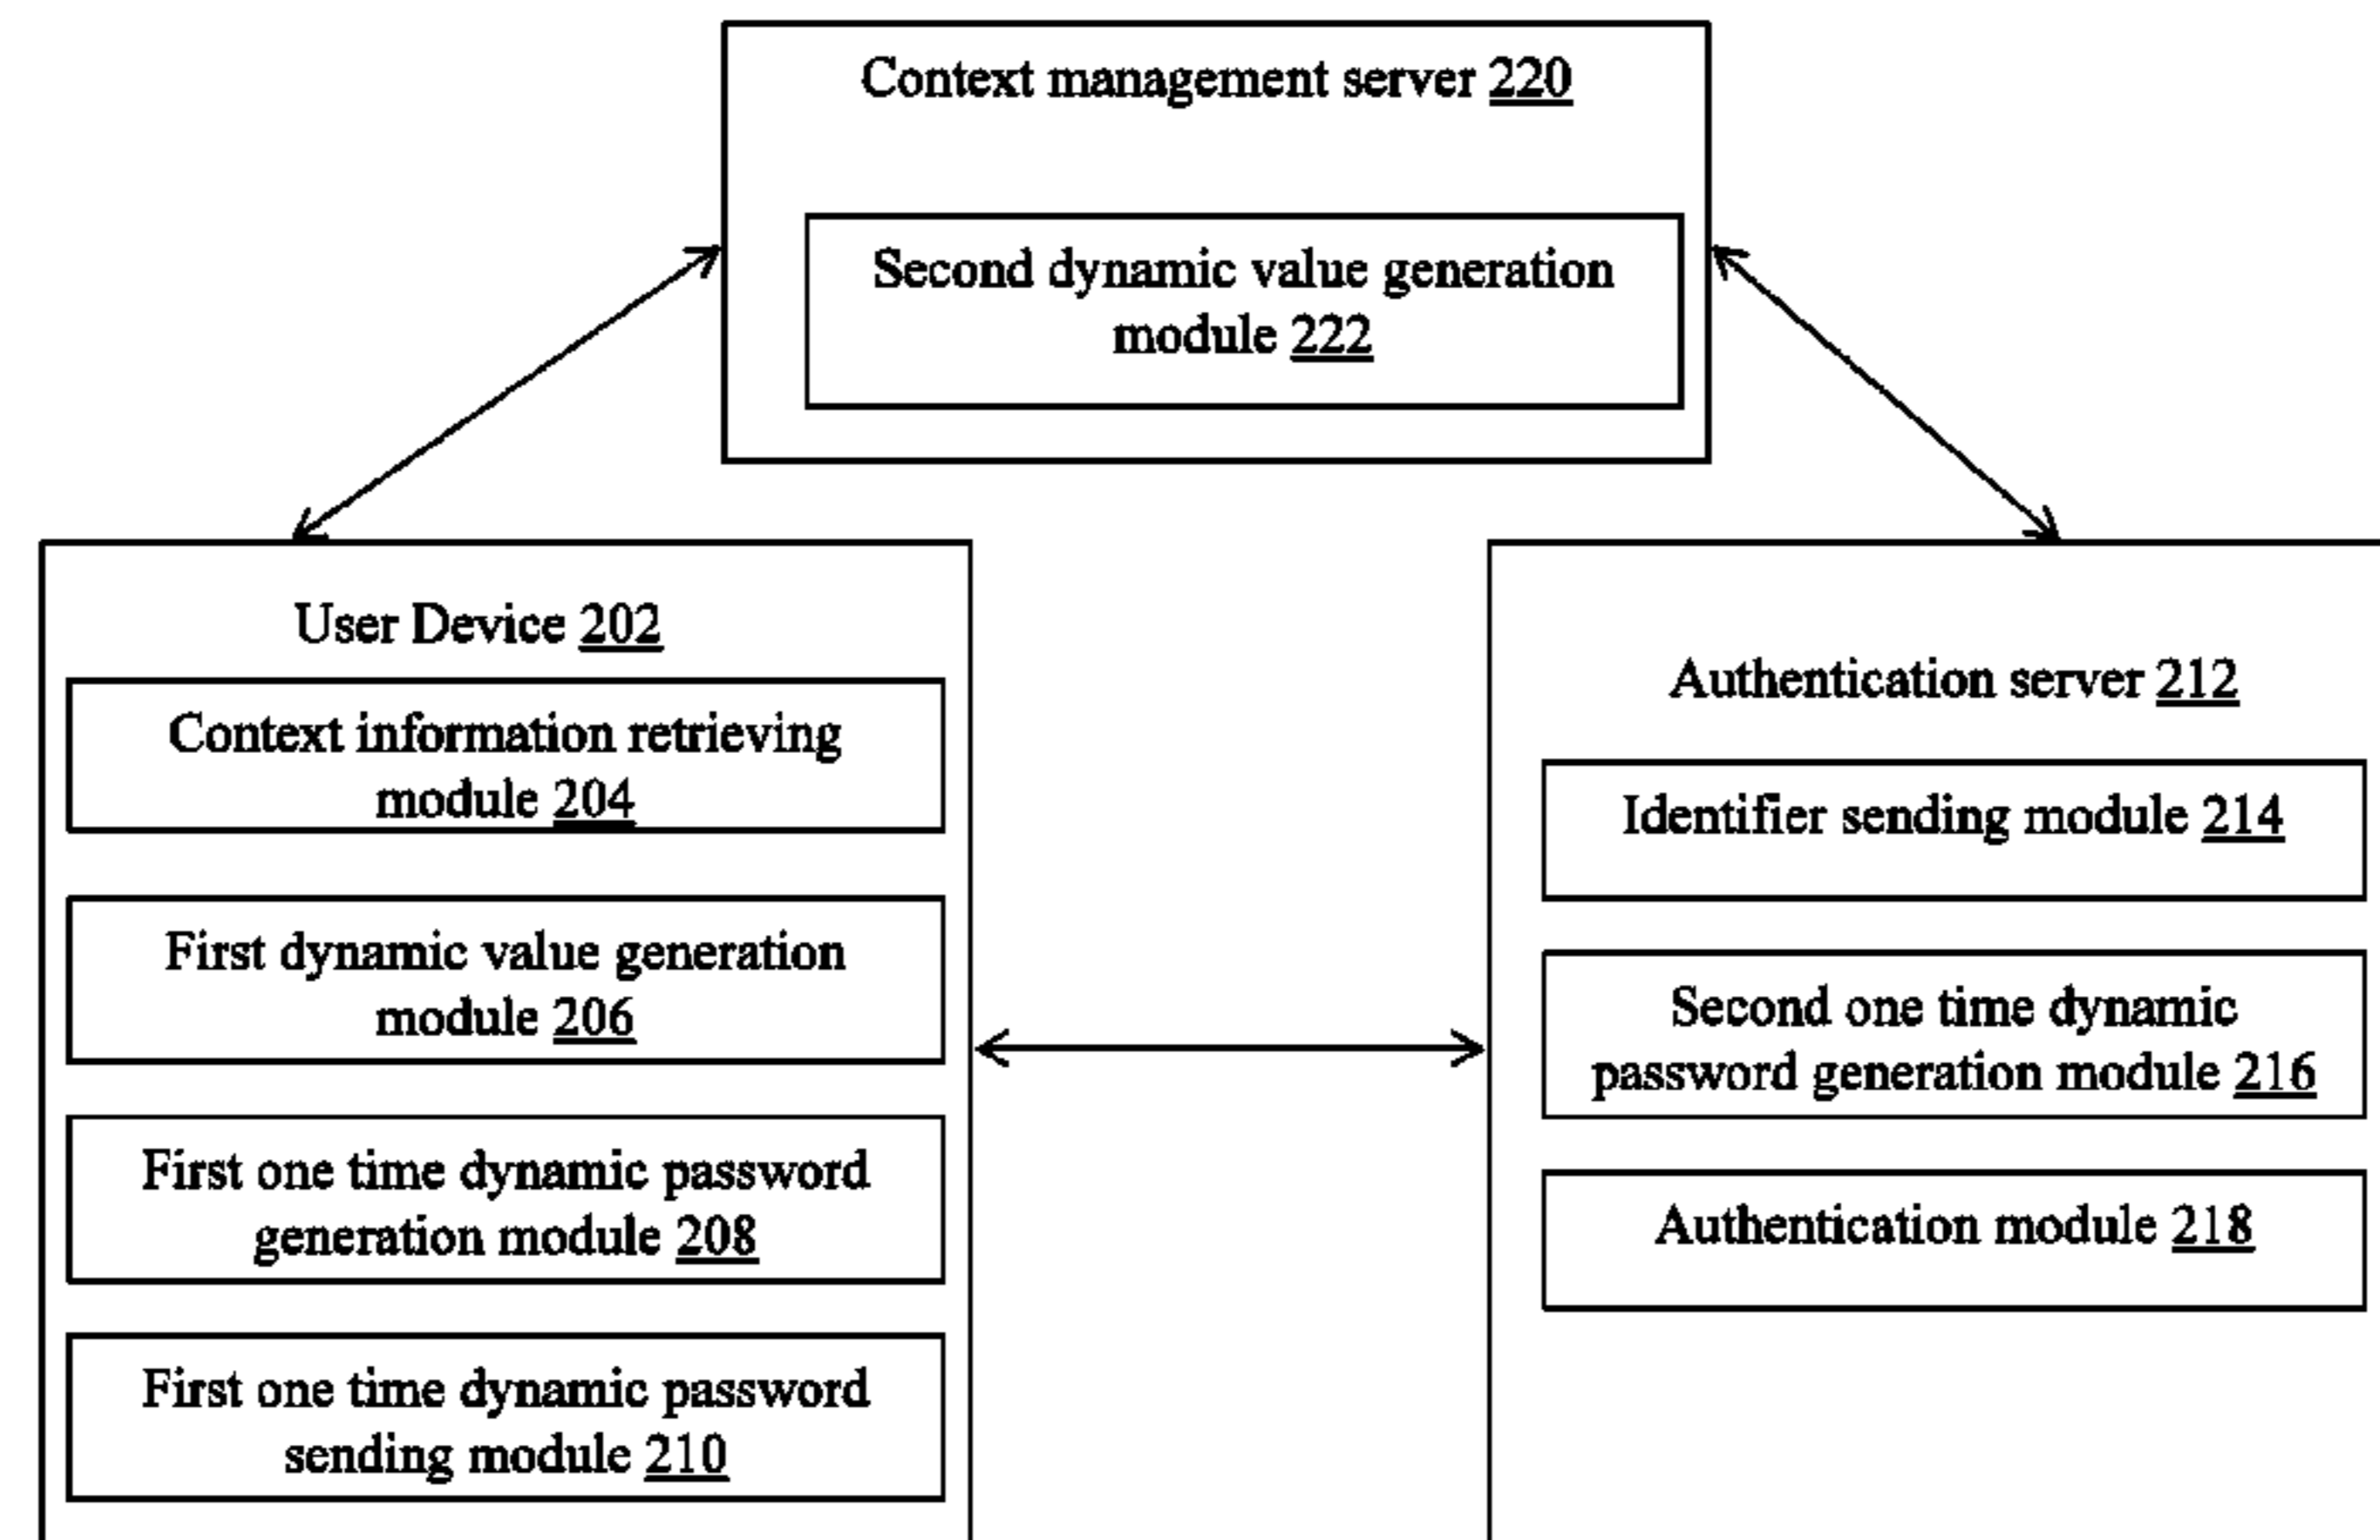 Context management server 220
Second dynamic value generation
module 222
User Device 202
Context information retrieving
module 204
First dynamic value generation
module 206
First one time dynamic password
generation module 208
First one time dynamic password
sending module 210
Authentication server 212
Identifier sending module 214
Second one time dynamic
password generation module 216
Authentication module 218